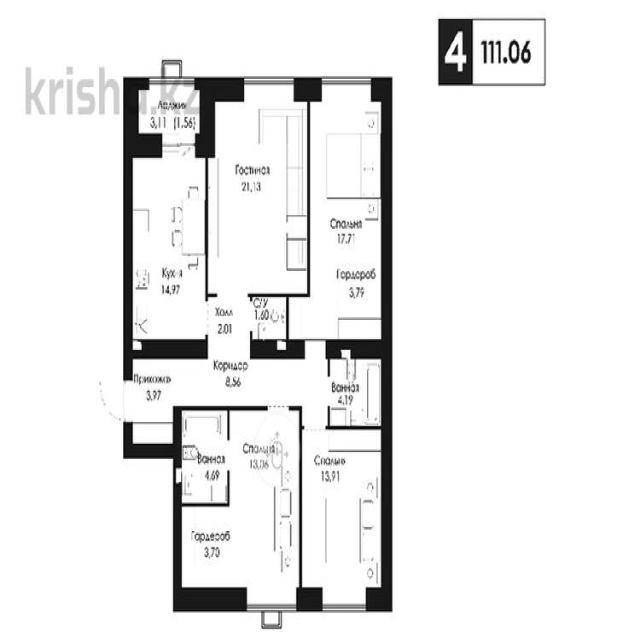 4 111.06
krisha.kz
Лоджия
3,11 (1.56)
Гостиная
21,13
Спальня
17.71
Гардероб
3,79
Кухня
14,97
С/У
1.60
Холл
2.01
Коридор
8,56
Прихожая
3,97
Ванная
4,19
Спальня
13,06
Ванная
4,69
Спальня
13,91
Гардероб
3,70